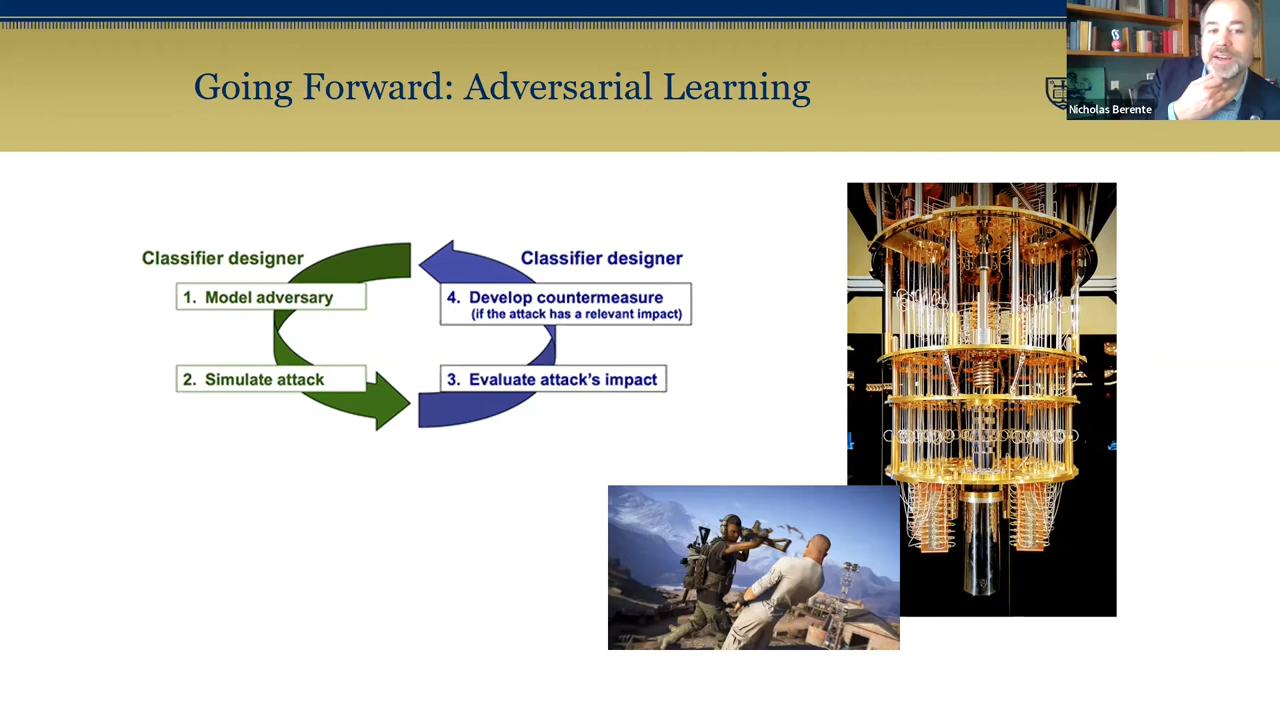 Going Forward: Adversarial Learning
Nicholas Berente
Classifier designer
1. Model adversary
2. Simulate attack
Classifier designer
4. Develop countermeasure
(if the attack has a relevant impact)
3. Evaluate attack's impact